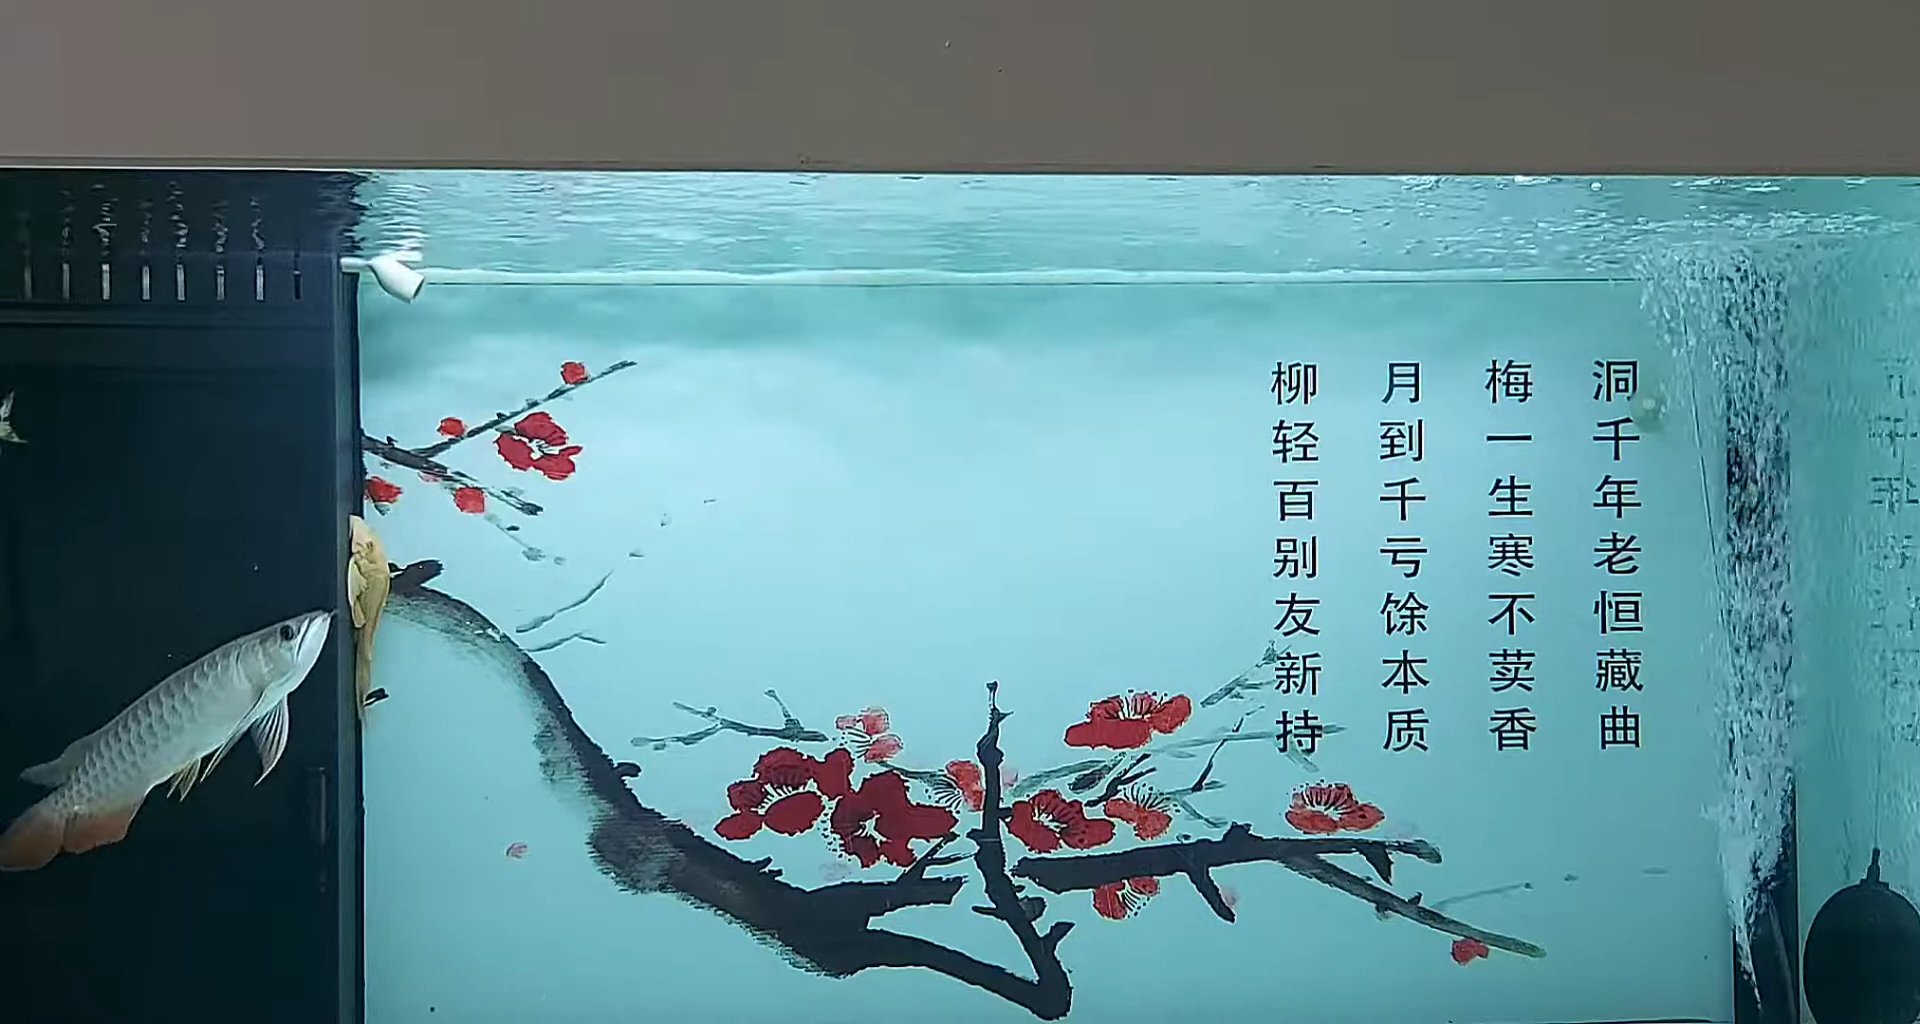 洞千年老恒藏曲
梅一生寒不荬香
月到千亏馀本质
柳轻百别友新持